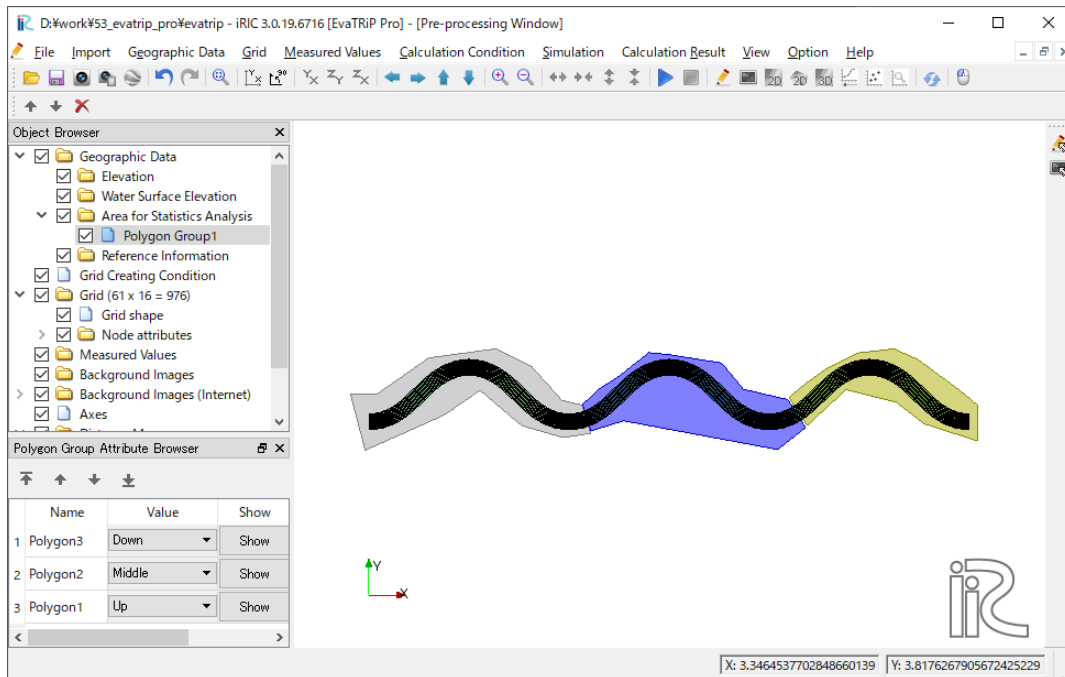 D:¥work¥53_evatrip_pro¥evatrip - iRIC 3.0.19.6716 [EvaTRiP Pro] - [Pre-processing Window]
File Import Geographic Data Grid Measured Values Calculation Condition Simulation Calculation Result View Option Help
Object Browser
Geographic Data
Elevation
Water Surface Elevation
Area for Statistics Analysis
Polygon Group1
Reference Information
Grid Creating Condition
Grid (61 x 16 = 976)
Grid shape
Node attributes
Measured Values
Background Images
Background Images (Internet)
Axes
Polygon Group Attribute Browser
Name Value Show
1 Polygon3 Down Show
2 Polygon2 Middle Show
3 Polygon1 Up Show
Y
X
iRIC
X: 3.3464537702848660139 Y: 3.8176267905672425229